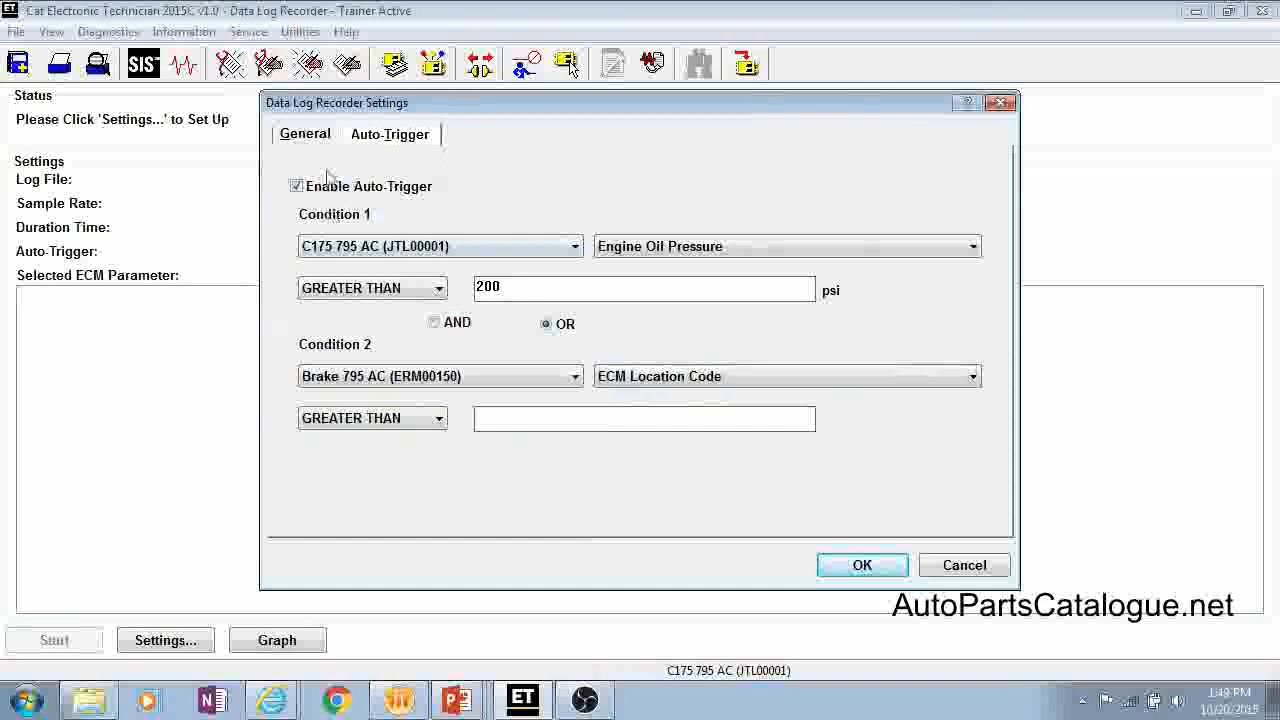 ET Cat Electronic Technician 2015C v1.0 - Data Log Recorder - Trainer Active
File View Diagnostics Information Service Utilities Help
SIS
Status
Please Click 'Settings...' to Set Up
Settings
Log File:
Sample Rate:
Duration Time:
Auto-Trigger:
Selected ECM Parameter:
Data Log Recorder Settings
General Auto-Trigger
Enable Auto-Trigger
Condition 1
C175 795 AC (JTL00001) Engine Oil Pressure
GREATER THAN 200 psi
AND OR
Condition 2
Brake 795 AC (ERM00150) ECM Location Code
GREATER THAN
OK Cancel
AutoPartsCatalogue.net
Start Settings... Graph
C175 795 AC (JTL00001)
ET
1:49 PM
10/20/2015